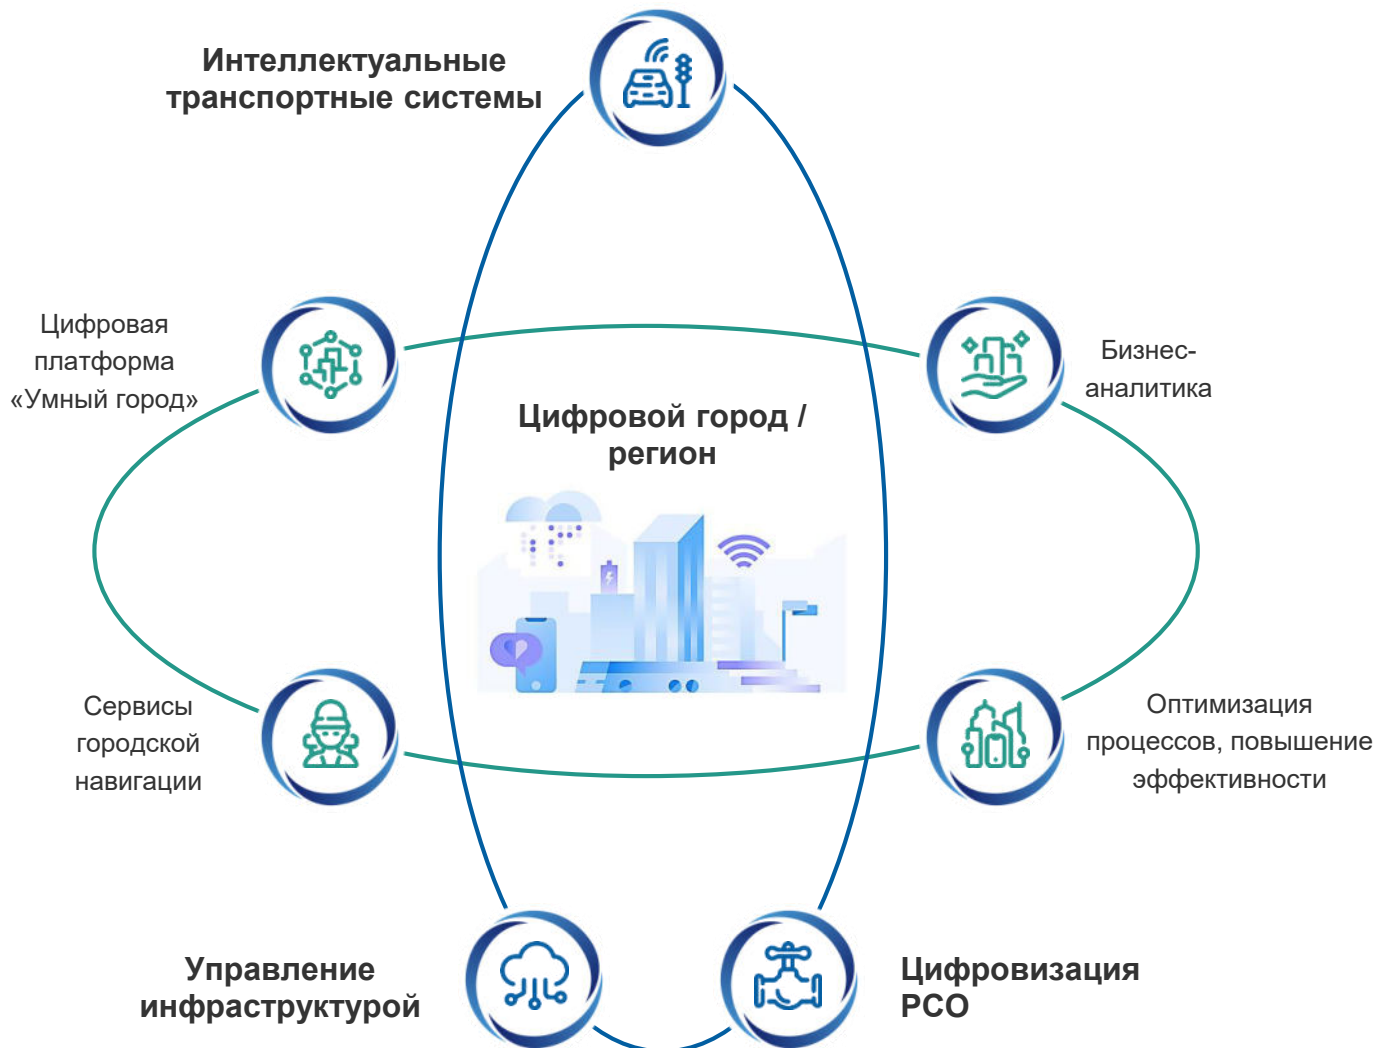 Интеллектуальные
транспортные системы
Цифровая
платформа
«Умный город»
Бизнес-
аналитика
Цифровой город /
регион
Сервисы
городской
навигации
Оптимизация
процессов, повышение
эффективности
Управление
инфраструктурой
Цифровизация
РСО